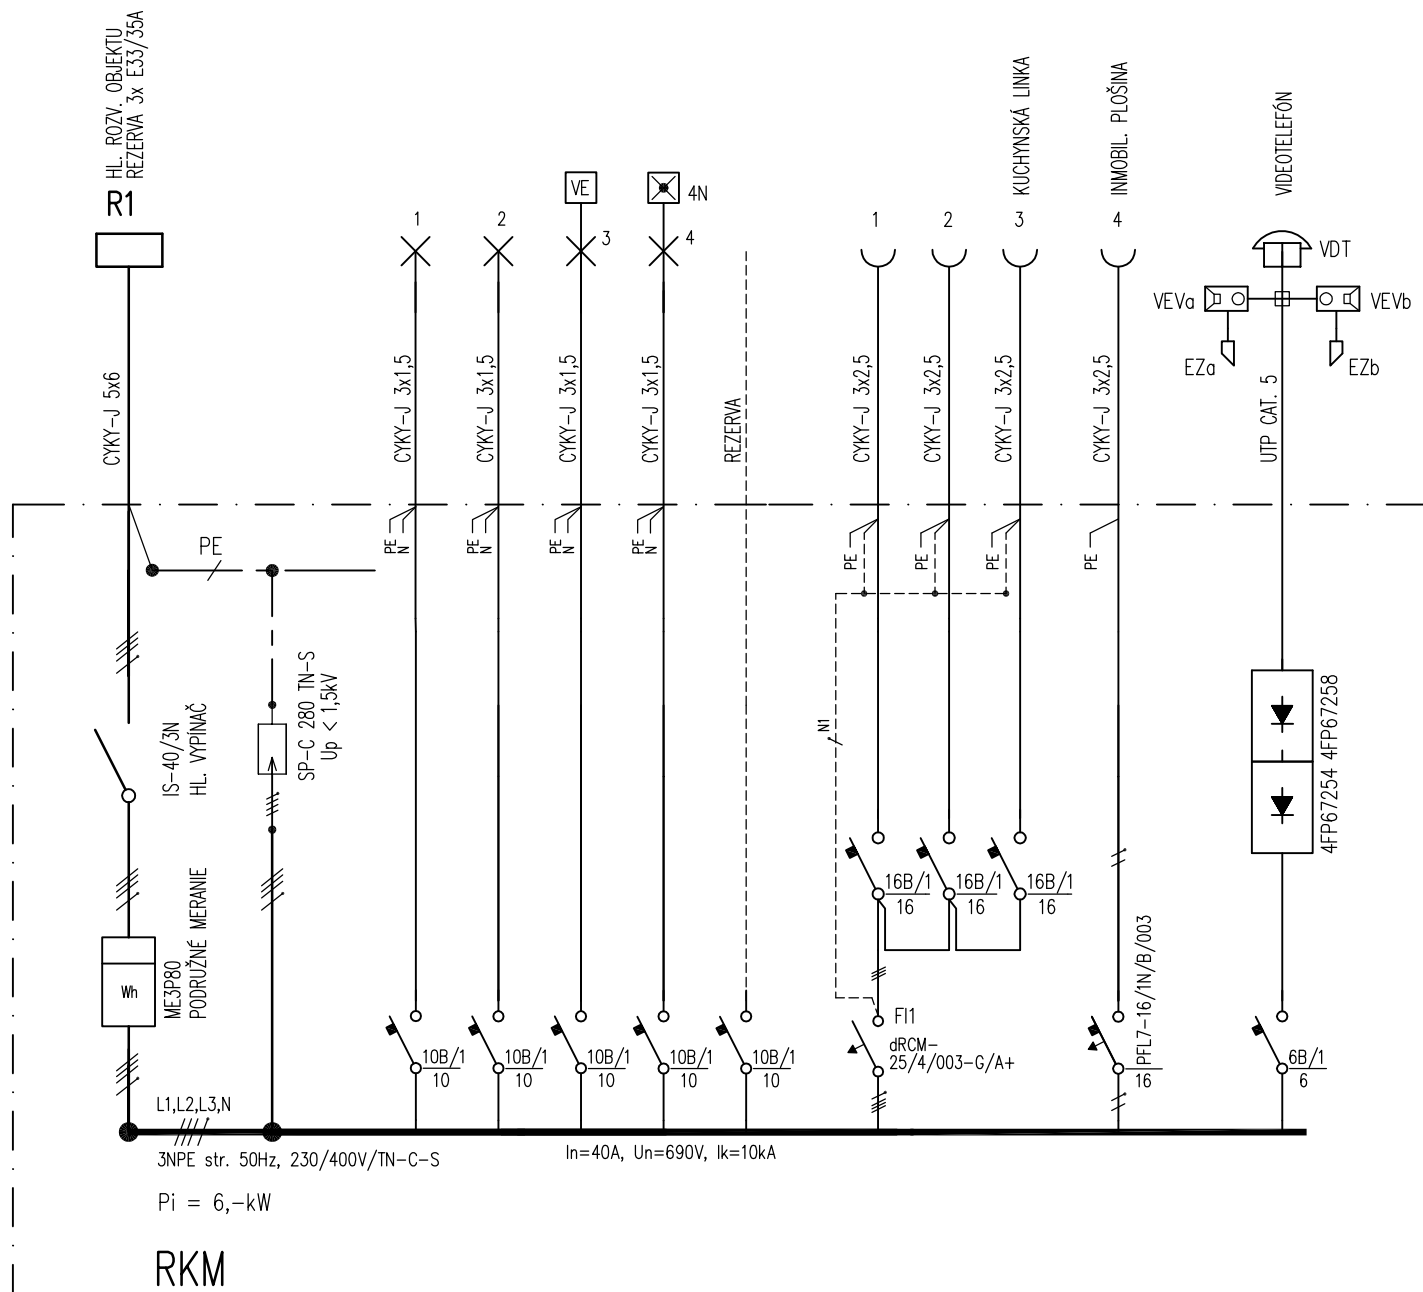 HL. ROZV. OBJEKTU
REZERVA 3x E33/35A
R1
CYKY-J 5x6
PE
IS-40/3N
HL. VYPÍNAČ
SP-C 280 TN-S
Up < 1,5kV
ME3P80
PODRUŽNÉ MERANIE
Wh
L1,L2,L3,N
3NPE str. 50Hz, 230/400V/TN-C-S
In=40A, Un=690V, Ik=10kA
Pi = 6,-kW
RKM
1
CYKY-J 3x1,5
PE
N
10B/1
10
2
CYKY-J 3x1,5
PE
N
10B/1
10
VE
3
CYKY-J 3x1,5
PE
N
10B/1
10
4N
4
CYKY-J 3x1,5
PE
N
10B/1
10
REZERVA
10B/1
10
1
CYKY-J 3x2,5
PE
16B/1
16
2
CYKY-J 3x2,5
PE
16B/1
16
KUCHYNSKÁ LINKA
3
CYKY-J 3x2,5
PE
16B/1
16
N1
FI1
dRCM-
25/4/003-G/A+
INMOBIL. PLOŠINA
4
CYKY-J 3x2,5
PE
PFL7-16/1N/B/003
16
VIDEOTELEFÓN
VDT
VEVa
VEVb
EZa
EZb
UTP CAT. 5
4FP67254 4FP67258
6B/1
6